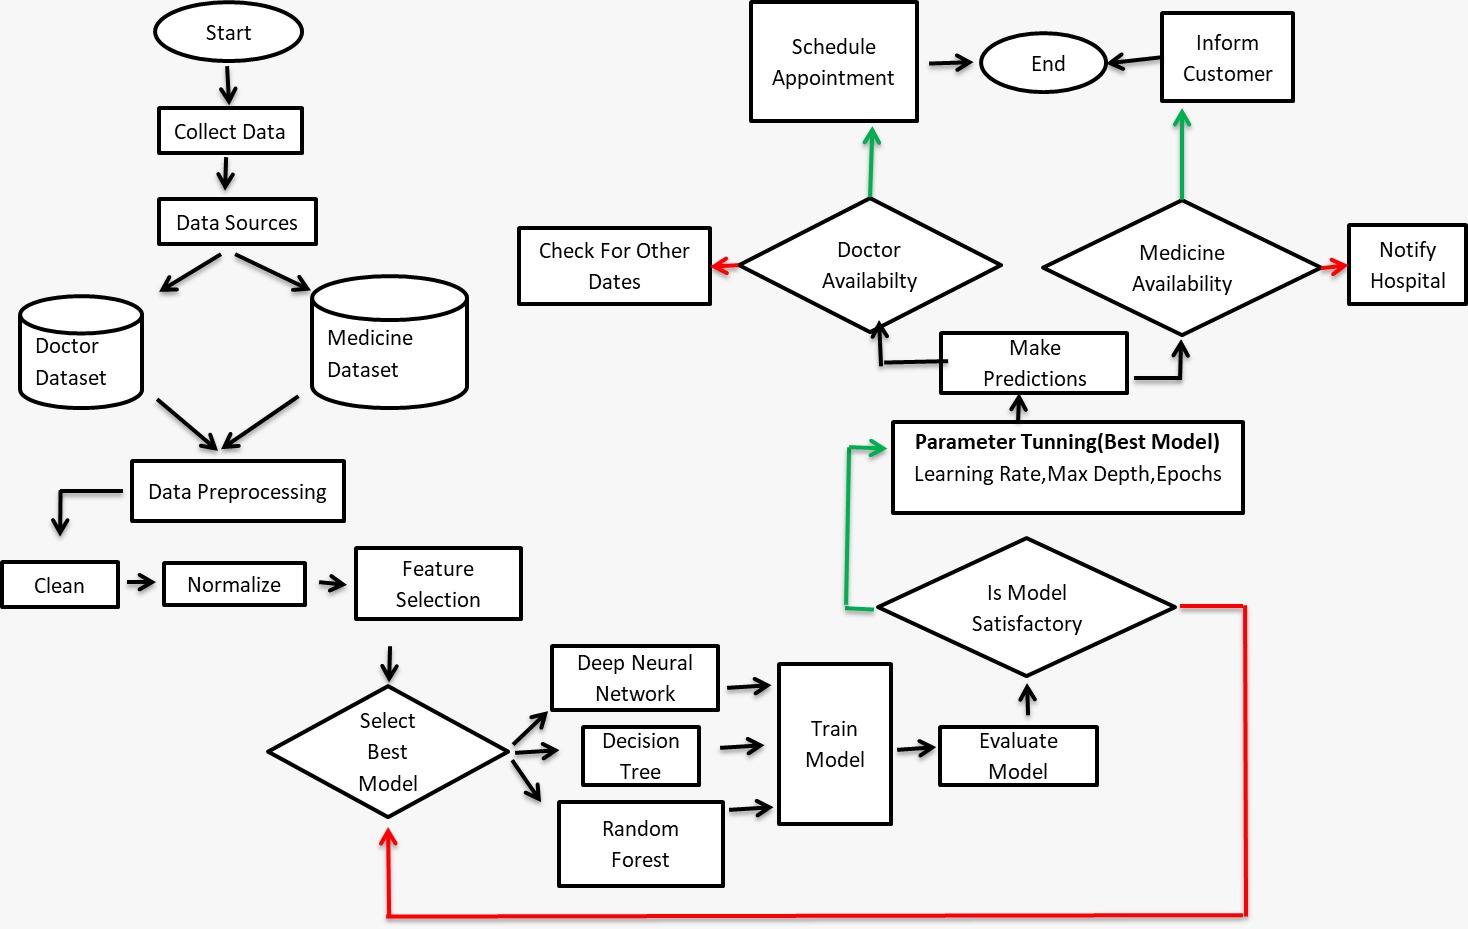 Start
Collect Data
Data Sources
Doctor
Dataset
Medicine
Dataset
Data Preprocessing
Clean
Normalize
Feature
Selection
Select
Best
Model
Deep Neural
Network
Decision
Tree
Random
Forest
Train
Model
Evaluate
Model
Is Model
Satisfactory
Parameter Tunning(Best Model)
Learning Rate,Max Depth,Epochs
Make
Predictions
Doctor
Availabilty
Check For Other
Dates
Schedule
Appointment
End
Medicine
Availability
Notify
Hospital
Inform
Customer